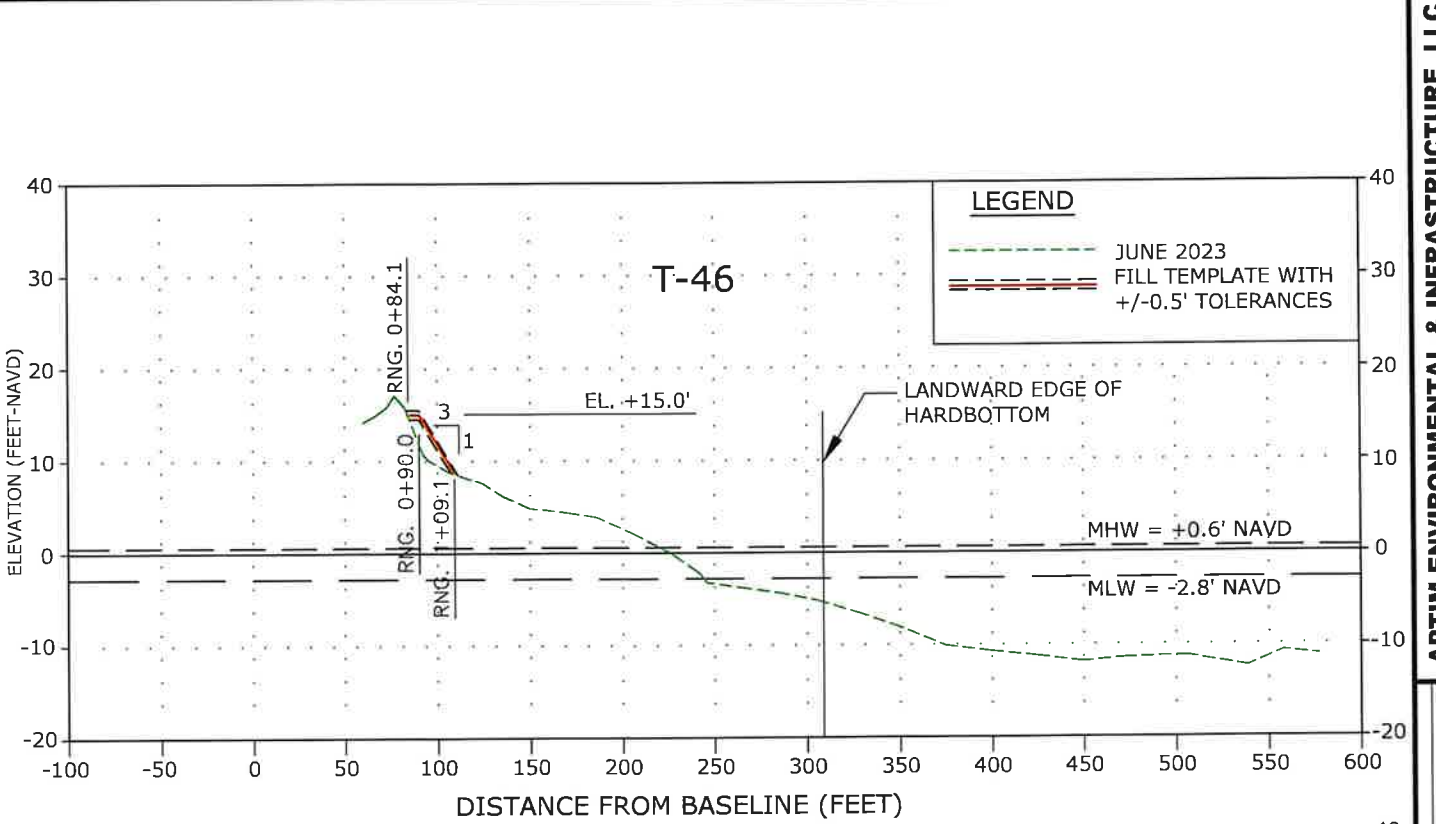 ELEVATION (FEET-NAVD)
40
30
20
10
0
-10
-20
T-46
LEGEND
JUNE 2023
FILL TEMPLATE WITH
+/-0.5' TOLERANCES
RNG. 0+84.1
RNG. 0+90.0
RNG. 1+09.1
3
1
EL. +15.0'
LANDWARD EDGE OF
HARDBOTTOM
MHW = +0.6' NAVD
MLW = -2.8' NAVD
40
30
20
10
0
-10
-20
-100 -50 0 50 100 150 200 250 300 350 400 450 500 550 600
DISTANCE FROM BASELINE (FEET)
ENVIRONMENTAL & INFRASTRUCTURE, LLC